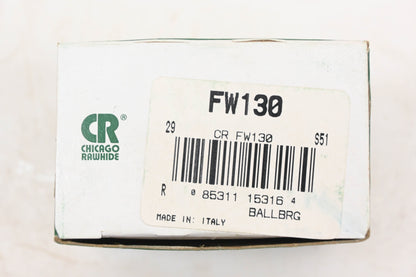 CR®
CHICAGO
RAWHIDE
FW130
29 CR FW130 S51
R 0 85311 15316 4
MADE IN: ITALY BALLBRG